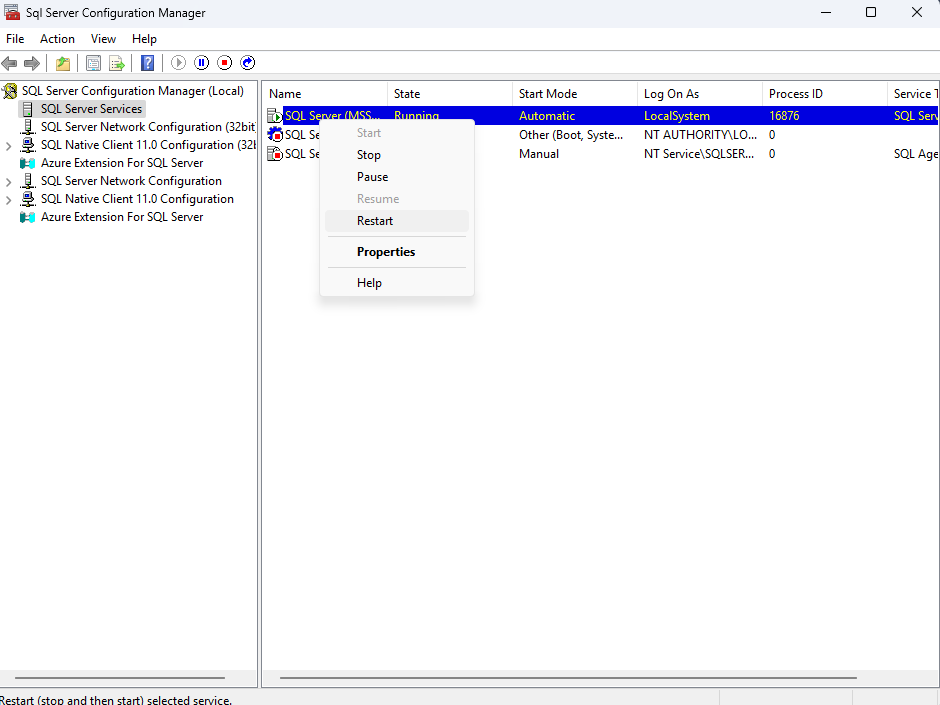 Sql Server Configuration Manager
File Action View Help
SQL Server Configuration Manager (Local)
SQL Server Services
SQL Server Network Configuration (32bit
SQL Native Client 11.0 Configuration (32b
Azure Extension For SQL Server
SQL Server Network Configuration
SQL Native Client 11.0 Configuration
Azure Extension For SQL Server
Name State Start Mode Log On As Process ID Service T
SQL Server (MSS... Running Automatic LocalSystem 16876 SQL Serv
SQL Se Other (Boot, Syste... NT AUTHORITY\LO... 0
SQL Se Manual NT Service\SQLSER... 0 SQL Age
Start
Stop
Pause
Resume
Restart
Properties
Help
Restart (stop and then start) selected service.